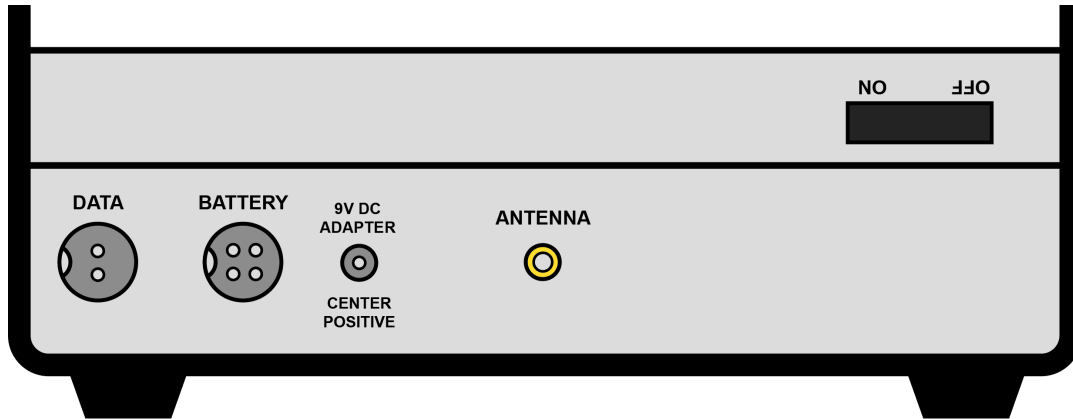 ON
OFF
DATA
BATTERY
9V DC
ADAPTER
CENTER
POSITIVE
ANTENNA